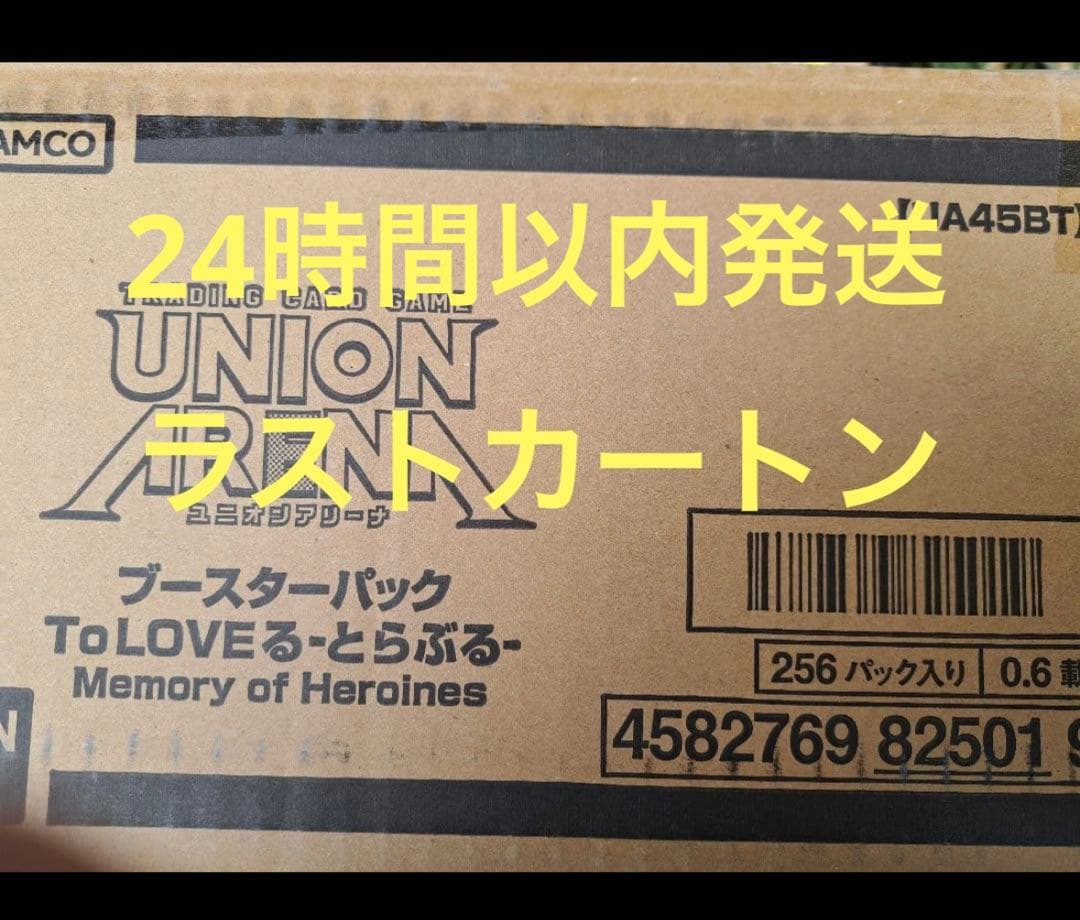 AMCO
UA45BT】
24時間以内発送
TRADING CARD GAME
UNION
ARENA
ラストカートン
ユニオンアリーナ
ブースターパック
To LOVEる-とらぶる-
Memory of Heroines
256 パック入り
0.6
4582769 82501
N